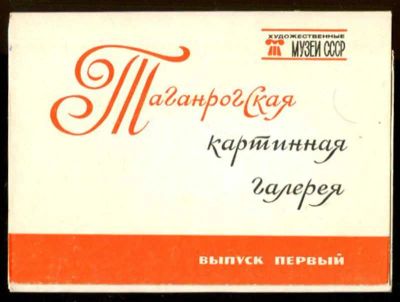 ХУДОЖЕСТВЕННЫЕ
МУЗЕИ СССР
Таганрогская
картинная
галерея
ВЫПУСК ПЕРВЫЙ